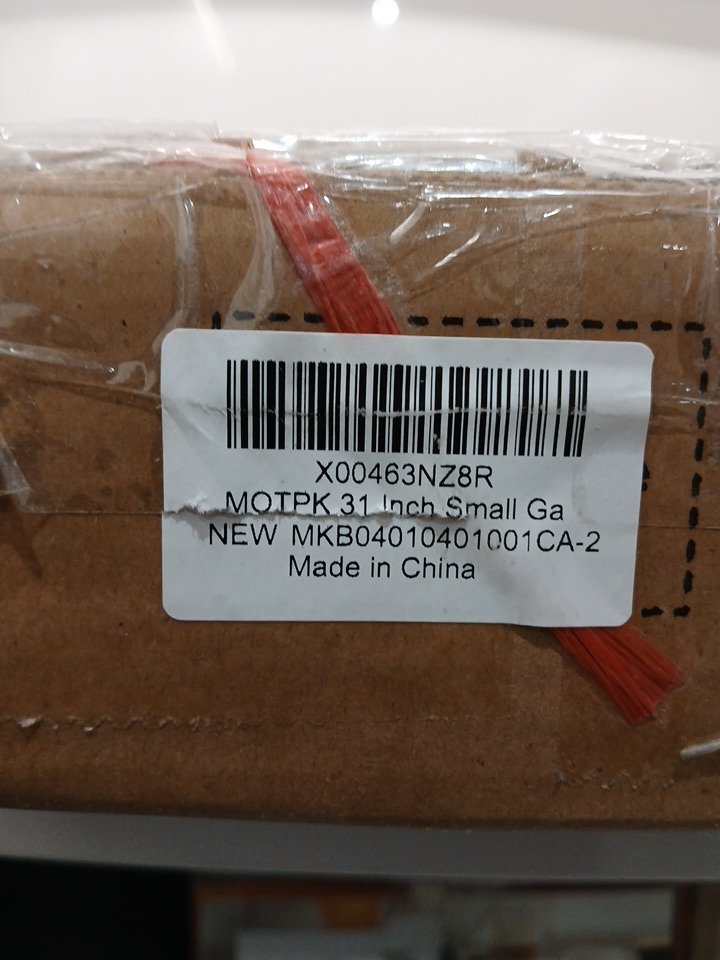 X00463NZ8R
MOTPK 31 Inch Small Ga
NEW MKB04010401001CA-2
Made in China